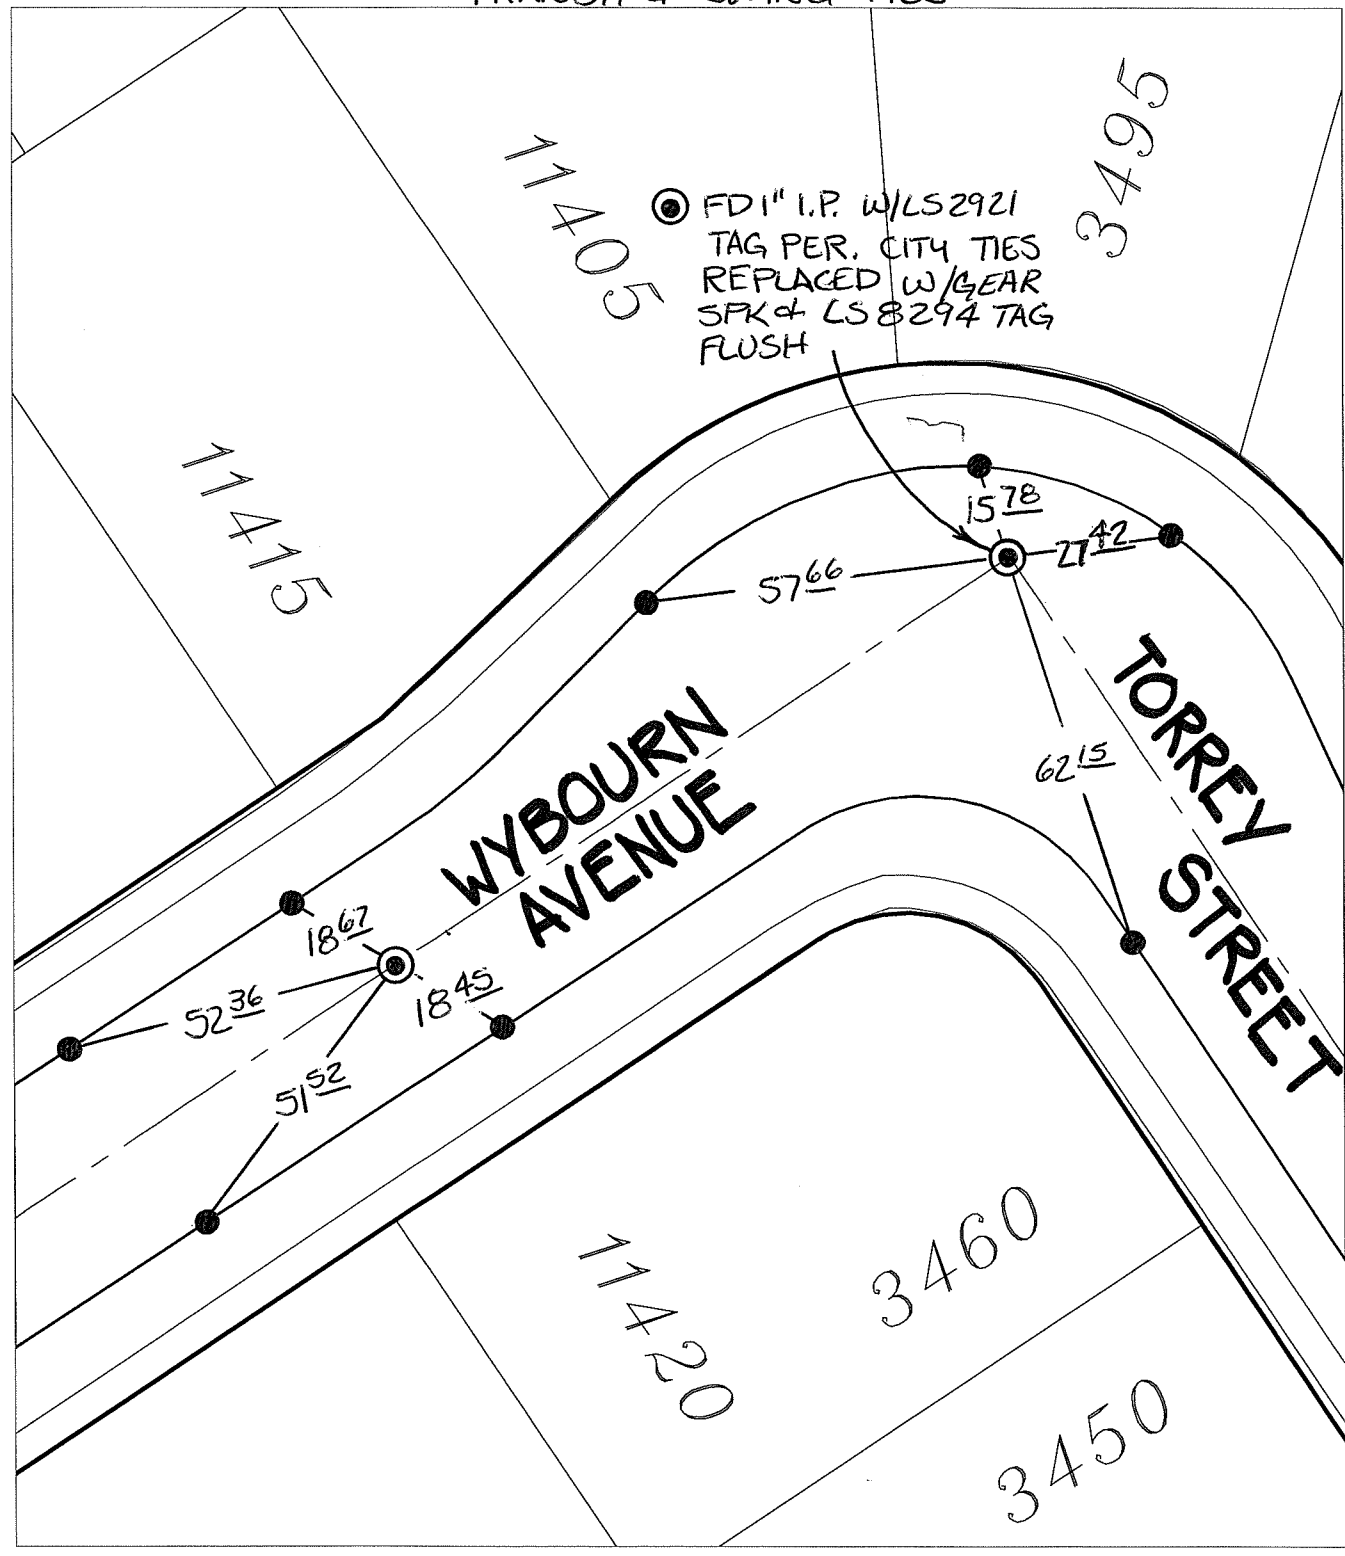 11405
3495
FD 1" I.P. W/LS 2921
TAG PER. CITY TIES
REPLACED W/GEAR
SPK & LS 8294 TAG
FLUSH
11415
15 78
27 42
57 66
62 15
TORREY
STREET
WYBOURN
AVENUE
18 67
52 36
18 45
51 52
11420
3460
3450